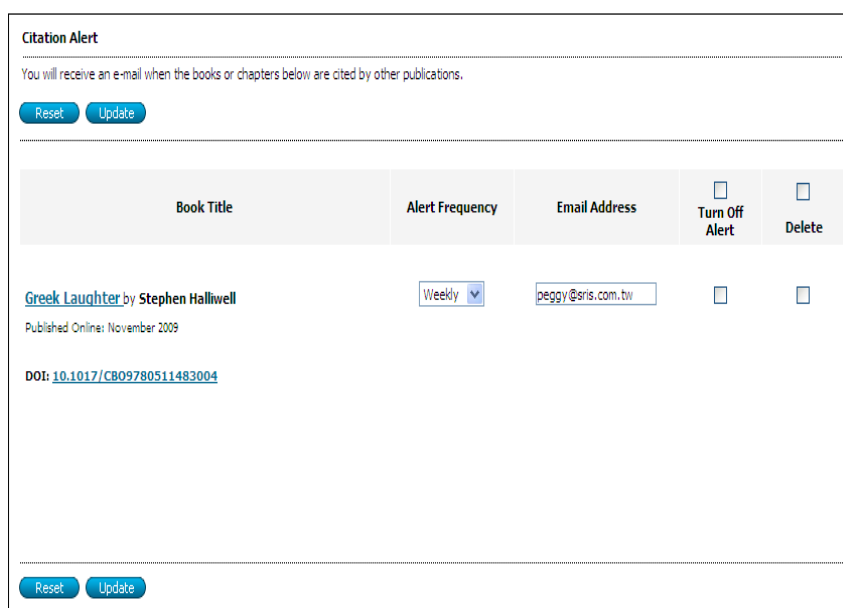 Citation Alert
You will receive an e-mail when the books or chapters below are cited by other publications.
Reset Update
Book Title Alert Frequency Email Address Turn Off Alert Delete
Greek Laughter by Stephen Halliwell Weekly peggy@sris.com.tw
Published Online: November 2009
DOI: 10.1017/CBO9780511483004
Reset Update